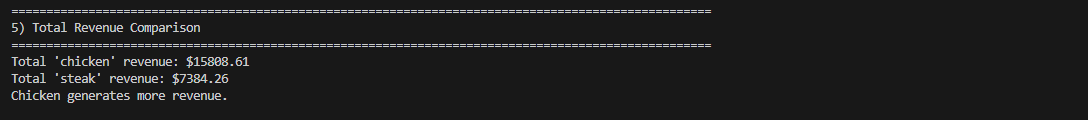 ====================================================================================================
5) Total Revenue Comparison
====================================================================================================
Total 'chicken' revenue: $15808.61
Total 'steak' revenue: $7384.26
Chicken generates more revenue.